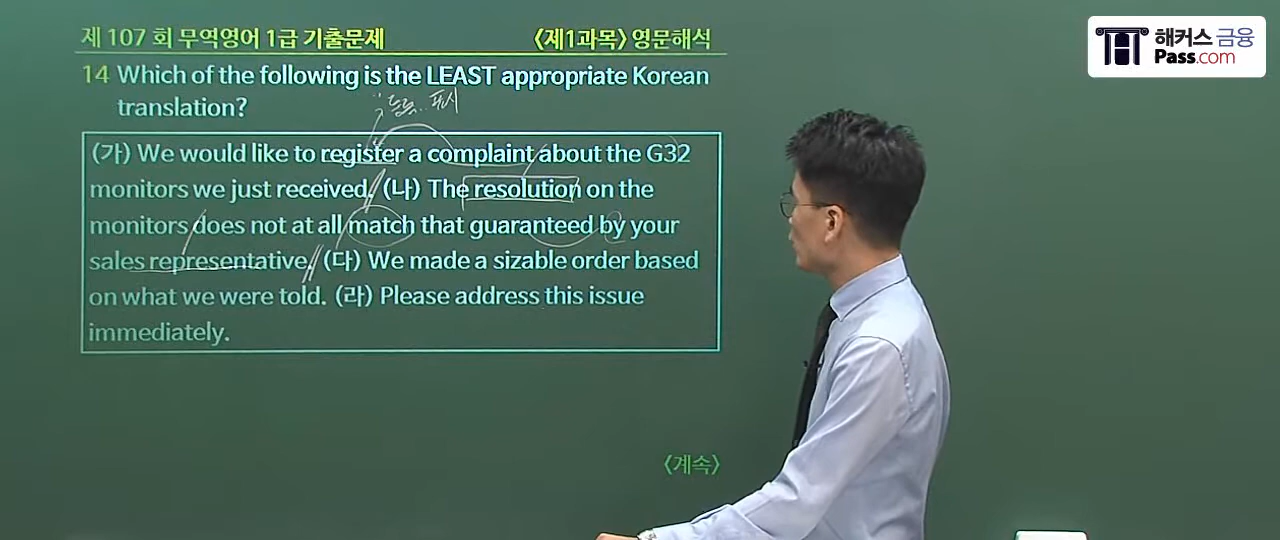 제 107 회 무역영어 1급 기출문제 〈제1과목〉 영문해석
해커스 금융
Pass.com
14 Which of the following is the LEAST appropriate Korean
translation?
(가) We would like to register a complaint about the G32
monitors we just received. (나) The resolution on the
monitors does not at all match that guaranteed by your
sales representative. (다) We made a sizable order based
on what we were told. (라) Please address this issue
immediately.
〈계속〉